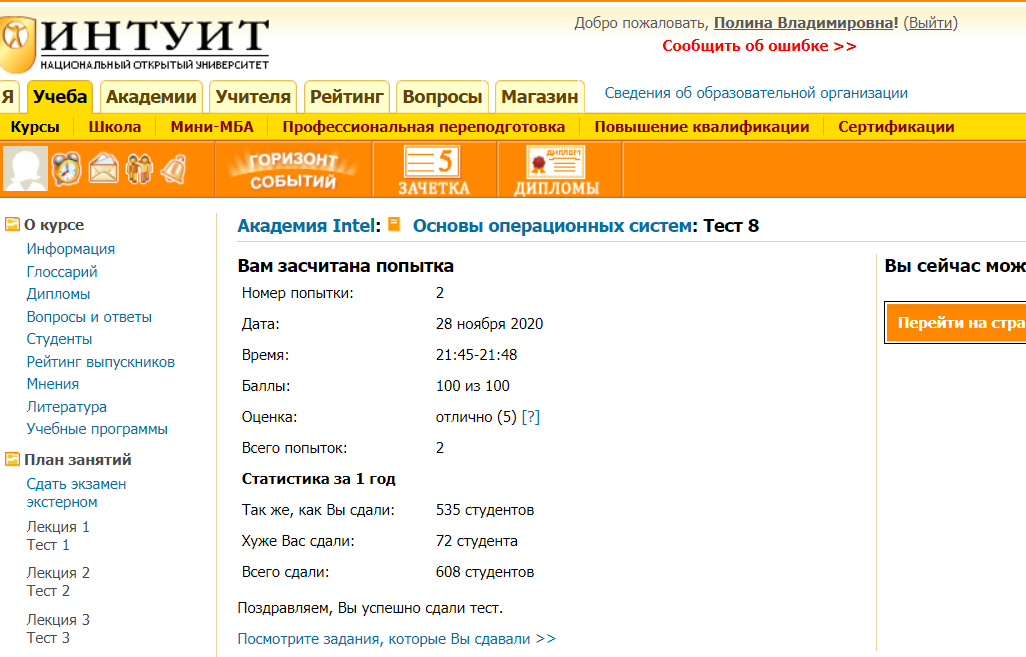 ИНТУИТ
НАЦИОНАЛЬНЫЙ ОТКРЫТЫЙ УНИВЕРСИТЕТ
Добро пожаловать, Полина Владимировна! (Выйти)
Сообщить об ошибке >>
Я Учеба Академии Учителя Рейтинг Вопросы Магазин Сведения об образовательной организации
Курсы Школа Мини-МБА Профессиональная переподготовка Повышение квалификации Сертификации
ГОРИЗОНТ СОБЫТИЙ
5
ЗАЧЕТКА
ДИПЛОМ
ДИПЛОМЫ
О курсе
Информация
Глоссарий
Дипломы
Вопросы и ответы
Студенты
Рейтинг выпускников
Мнения
Литература
Учебные программы
План занятий
Сдать экзамен
экстерном
Лекция 1
Тест 1
Лекция 2
Тест 2
Лекция 3
Тест 3
Академия Intel: Основы операционных систем: Тест 8
Вам засчитана попытка
Номер попытки: 2
Дата: 28 ноября 2020
Время: 21:45-21:48
Баллы: 100 из 100
Оценка: отлично (5) [?]
Всего попыток: 2
Статистика за 1 год
Так же, как Вы сдали: 535 студентов
Хуже Вас сдали: 72 студента
Всего сдали: 608 студентов
Поздравляем, Вы успешно сдали тест.
Посмотрите задания, которые Вы сдавали >>
Вы сейчас мож
Перейти на стра